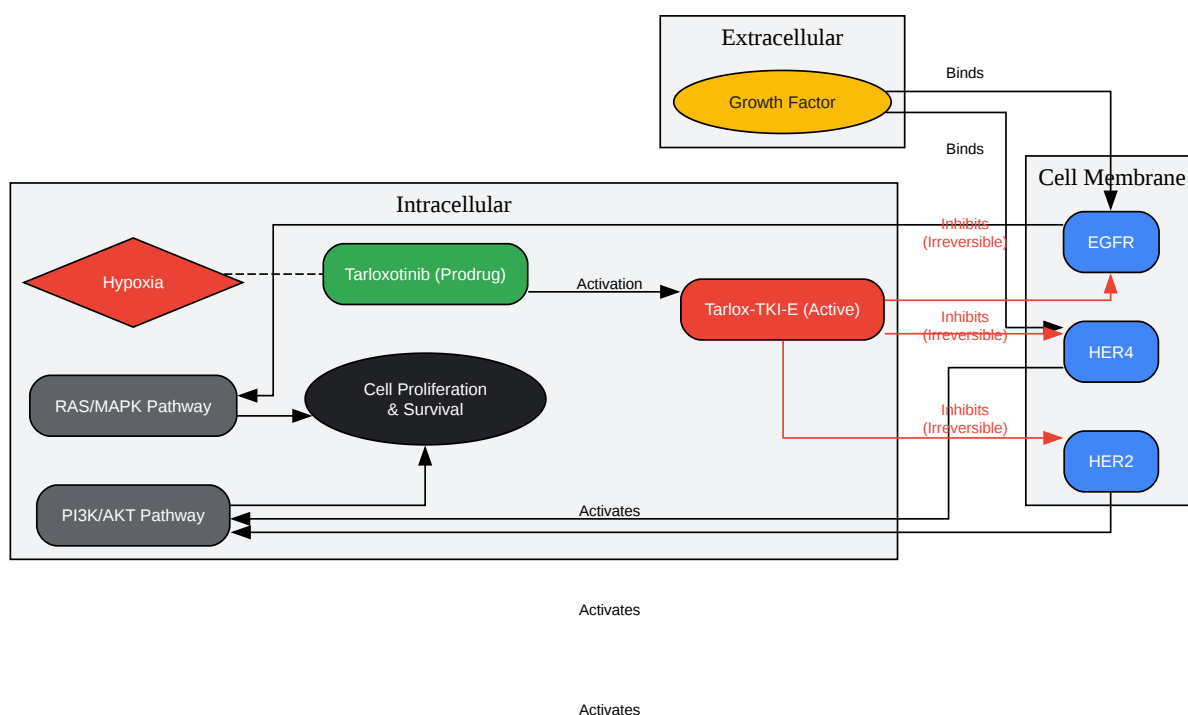 Extracellular
Growth Factor
Binds
Binds
Cell Membrane
Intracellular
Inhibits
(Irreversible)
EGFR
Hypoxia
Tarloxotinib (Prodrug)
Activation
Tarlox-TKI-E (Active)
Inhibits
(Irreversible)
HER4
RAS/MAPK Pathway
Cell Proliferation
& Survival
Inhibits
(Irreversible)
HER2
PI3K/AKT Pathway
Activates
Activates
Activates